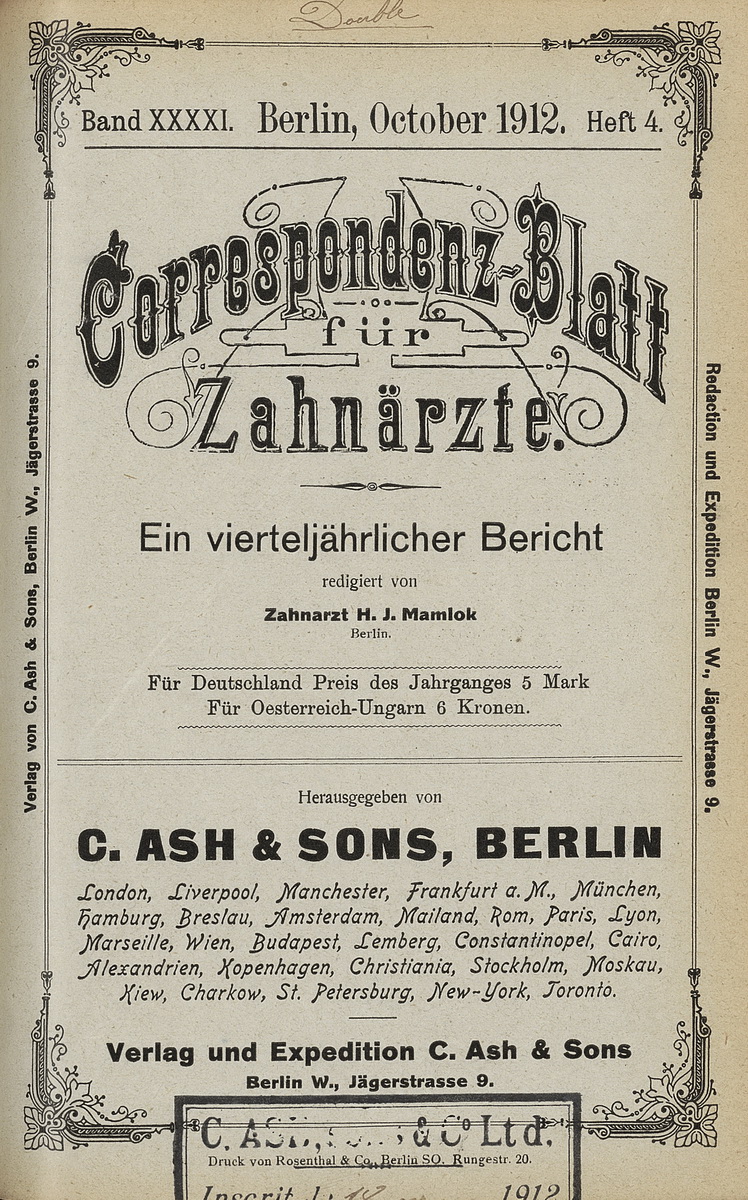 Double
Band XXXXI. Berlin, October 1912. Heft 4.
Correspondenz-Blatt
für
Zahnärzte.
Ein vierteljährlicher Bericht
redigiert von
Zahnarzt H. J. Mamlok
Berlin.
Für Deutschland Preis des Jahrganges 5 Mark
Für Oesterreich-Ungarn 6 Kronen.
Verlag von C. Ash & Sons, Berlin W., Jägerstrasse 9.
Redaction und Expedition Berlin W., Jägerstrasse 9.
Herausgegeben von
C. ASH & SONS, BERLIN
London, Liverpool, Manchester, Frankfurt a. M., München,
Hamburg, Breslau, Amsterdam, Mailand, Rom, Paris, Lyon,
Marseille, Wien, Budapest, Lemberg, Constantinopel, Cairo,
Alexandrien, Kopenhagen, Christiania, Stockholm, Moskau,
Kiew, Charkow, St. Petersburg, New-York, Toronto.
Verlag und Expedition C. Ash & Sons
Berlin W., Jägerstrasse 9.
C. ASH, & Co Ltd.
Druck von Rosenthal & Co., Berlin SO. Rungestr. 20.
Inscrit 1912